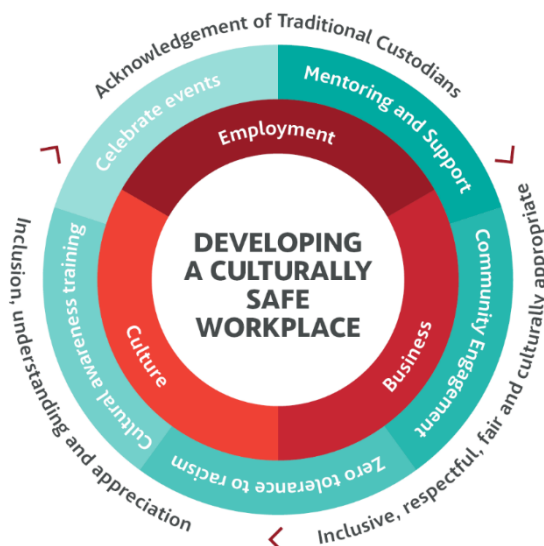 Acknowledgement of Traditional Custodians
Inclusive, respectful, fair and culturally appropriate
Inclusion, understanding and appreciation
Celebrate events
Mentoring and Support
Community Engagement
Zero tolerance to racism
Cultural awareness training
Employment
Business
Culture
DEVELOPING
A CULTURALLY
SAFE
WORKPLACE